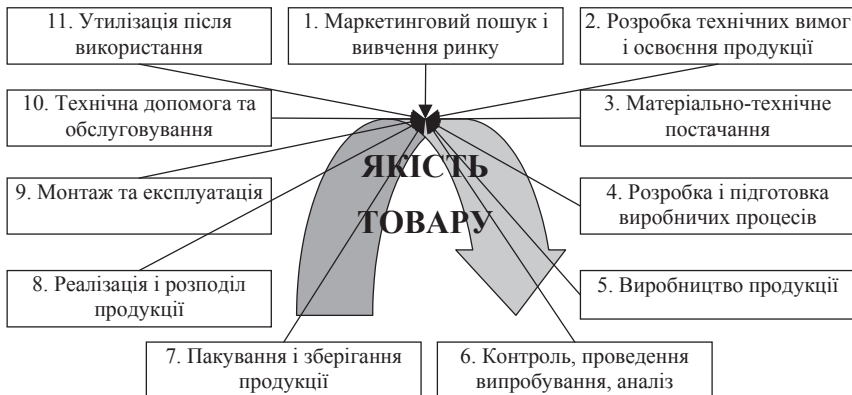 11. Утилізація після
використання
1. Маркетинговий пошук і
вивчення ринку
2. Розробка технічних вимог
і освоєння продукції
10. Технічна допомога та
обслуговування
3. Матеріально-технічне
постачання
ЯКІСТЬ
ТОВАРУ
9. Монтаж та експлуатація
4. Розробка і підготовка
виробничих процесів
8. Реалізація і розподіл
продукції
5. Виробництво продукції
7. Пакування і зберігання
продукції
6. Контроль, проведення
випробування, аналіз